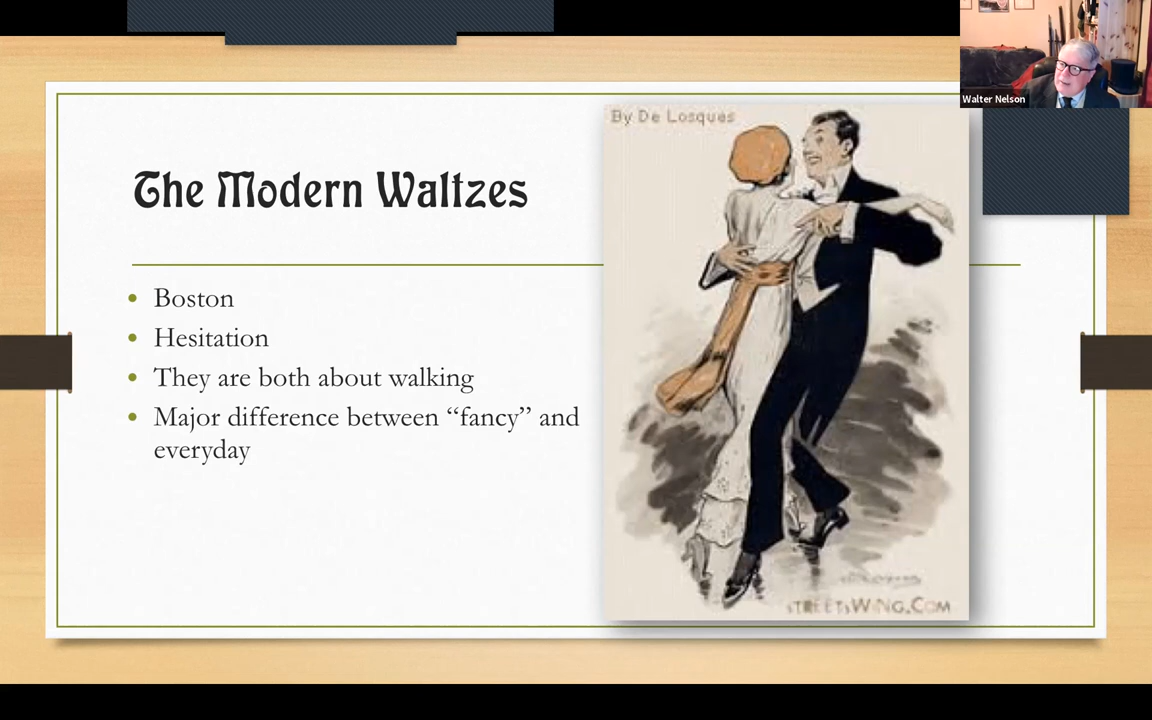 Walter Nelson
By De Losques
The Modern Waltzes
Boston
Hesitation
They are both about walking
Major difference between “fancy” and
everyday
STREETSWING.COM